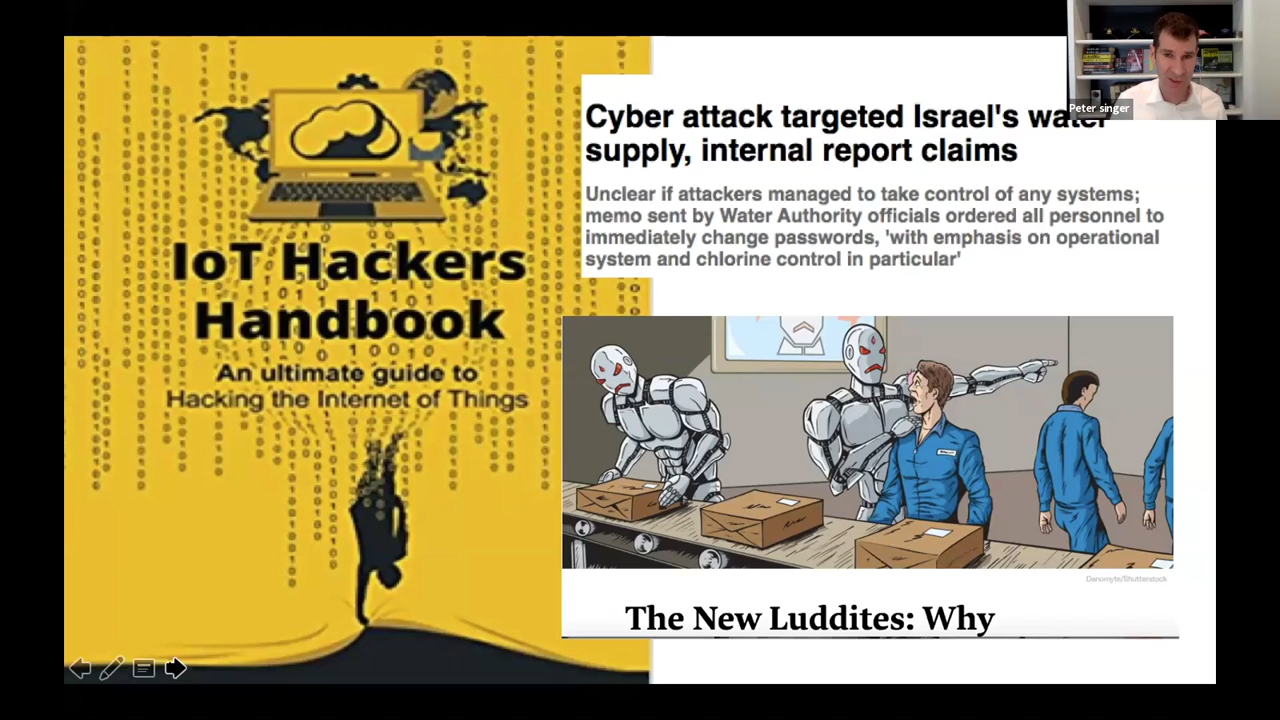 Peter singer
IoT Hackers
Handbook
An ultimate guide to
Hacking the Internet of Things
Cyber attack targeted Israel's water
supply, internal report claims
Unclear if attackers managed to take control of any systems;
memo sent by Water Authority officials ordered all personnel to
immediately change passwords, 'with emphasis on operational
system and chlorine control in particular'
Danomyte/Shutterstock
The New Luddites: Why